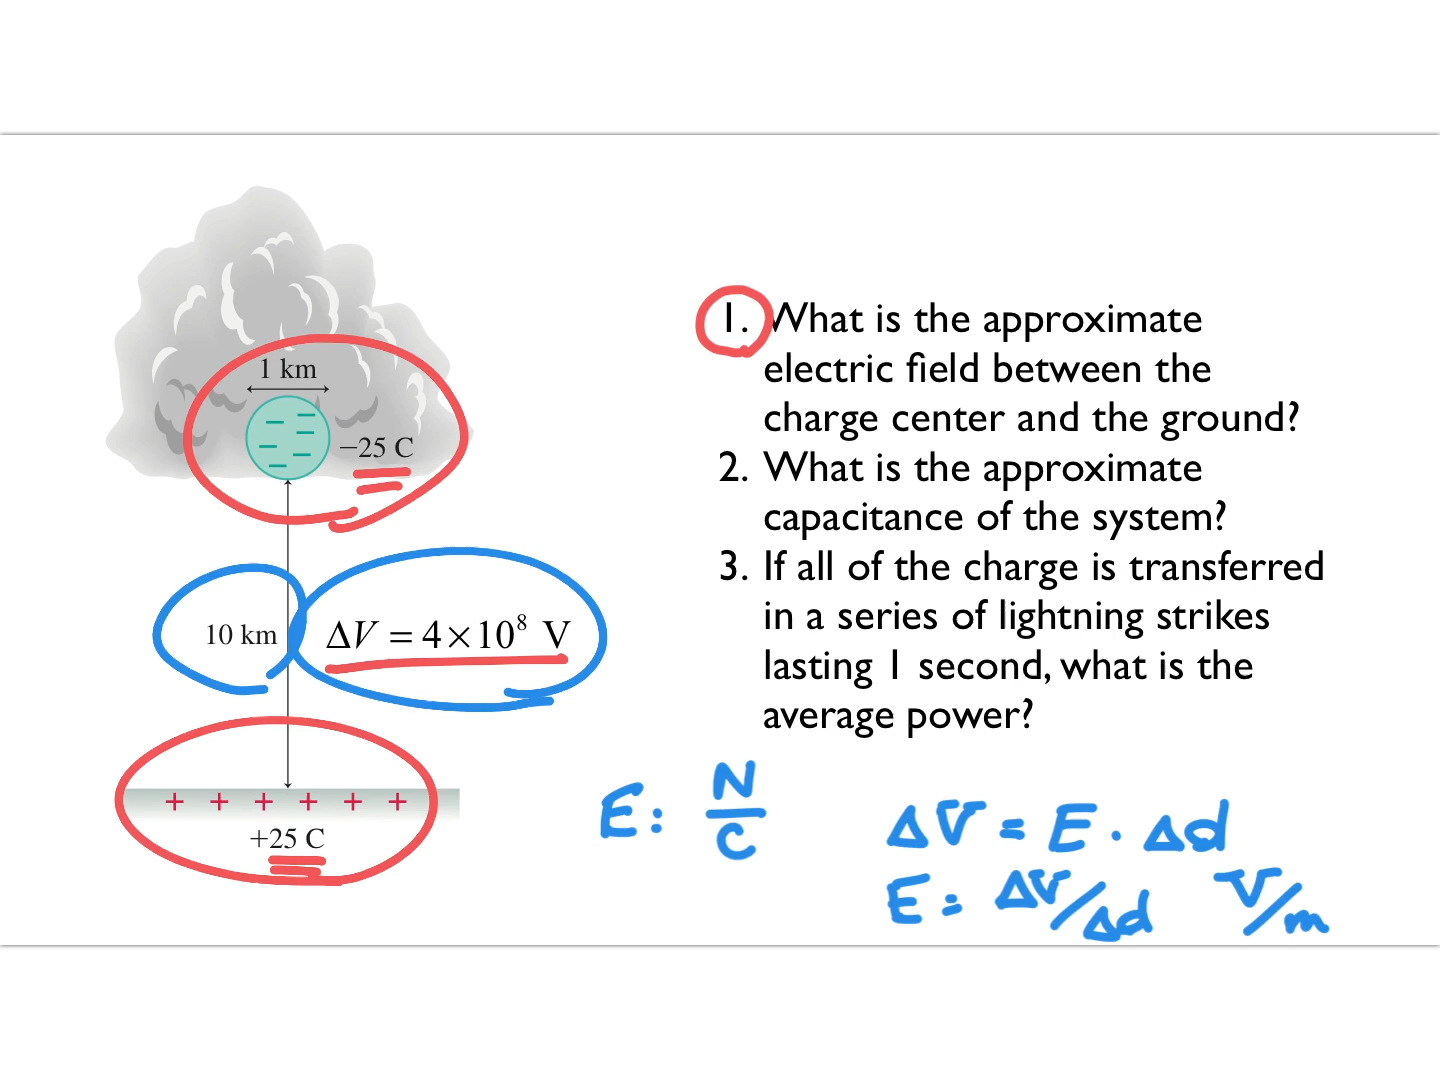 1 km
−25 C
10 km
ΔV = 4×10⁸ V
+ + + + + +
+25 C
1. What is the approximate
electric field between the
charge center and the ground?
2. What is the approximate
capacitance of the system?
3. If all of the charge is transferred
in a series of lightning strikes
lasting 1 second, what is the
average power?
E: N/C
ΔV = E · Δd
E = ΔV/Δd V/m